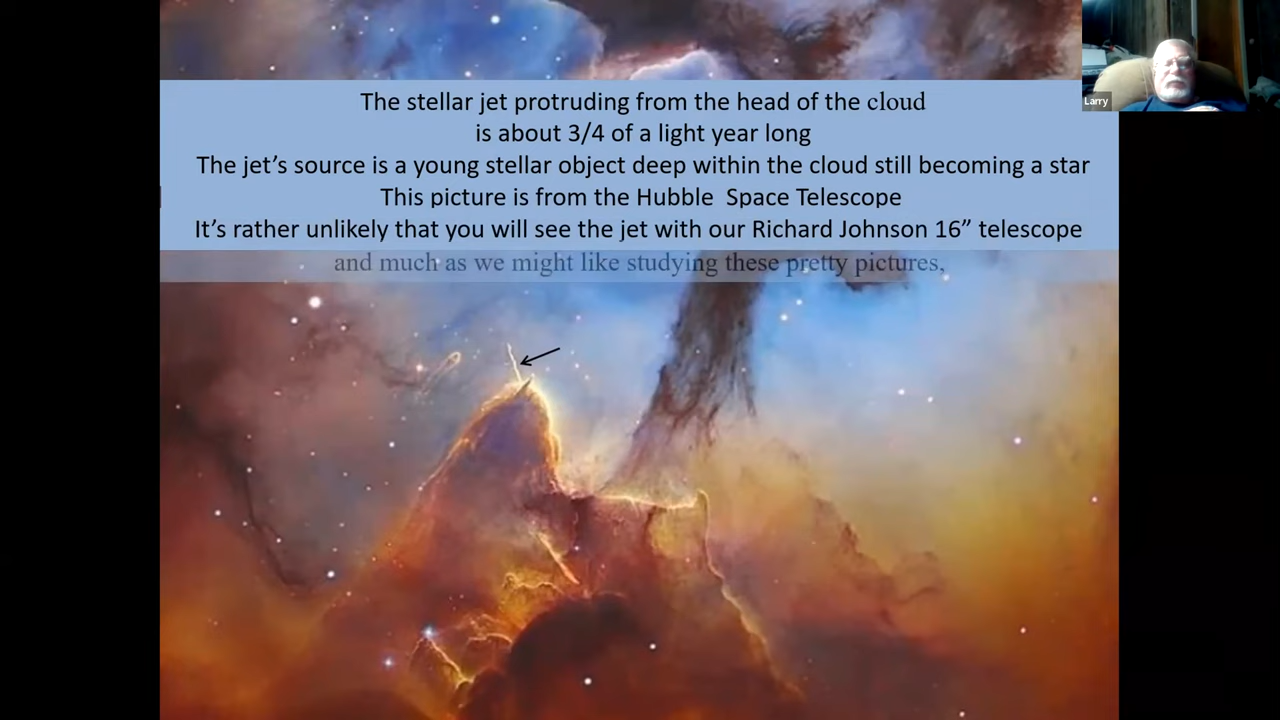 The stellar jet protruding from the head of the cloud
is about 3/4 of a light year long
The jet’s source is a young stellar object deep within the cloud still becoming a star
This picture is from the Hubble  Space Telescope
It’s rather unlikely that you will see the jet with our Richard Johnson 16” telescope
and much as we might like studying these pretty pictures,
Larry